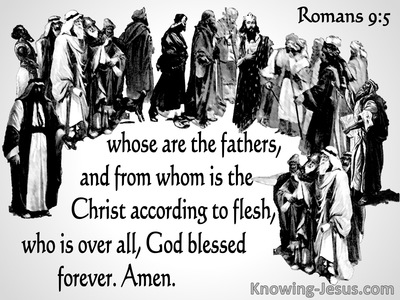 Romans 9:5
whose are the fathers,
and from whom is the
Christ according to flesh,
who is over all, God blessed
forever. Amen.
Knowing-Jesus.com